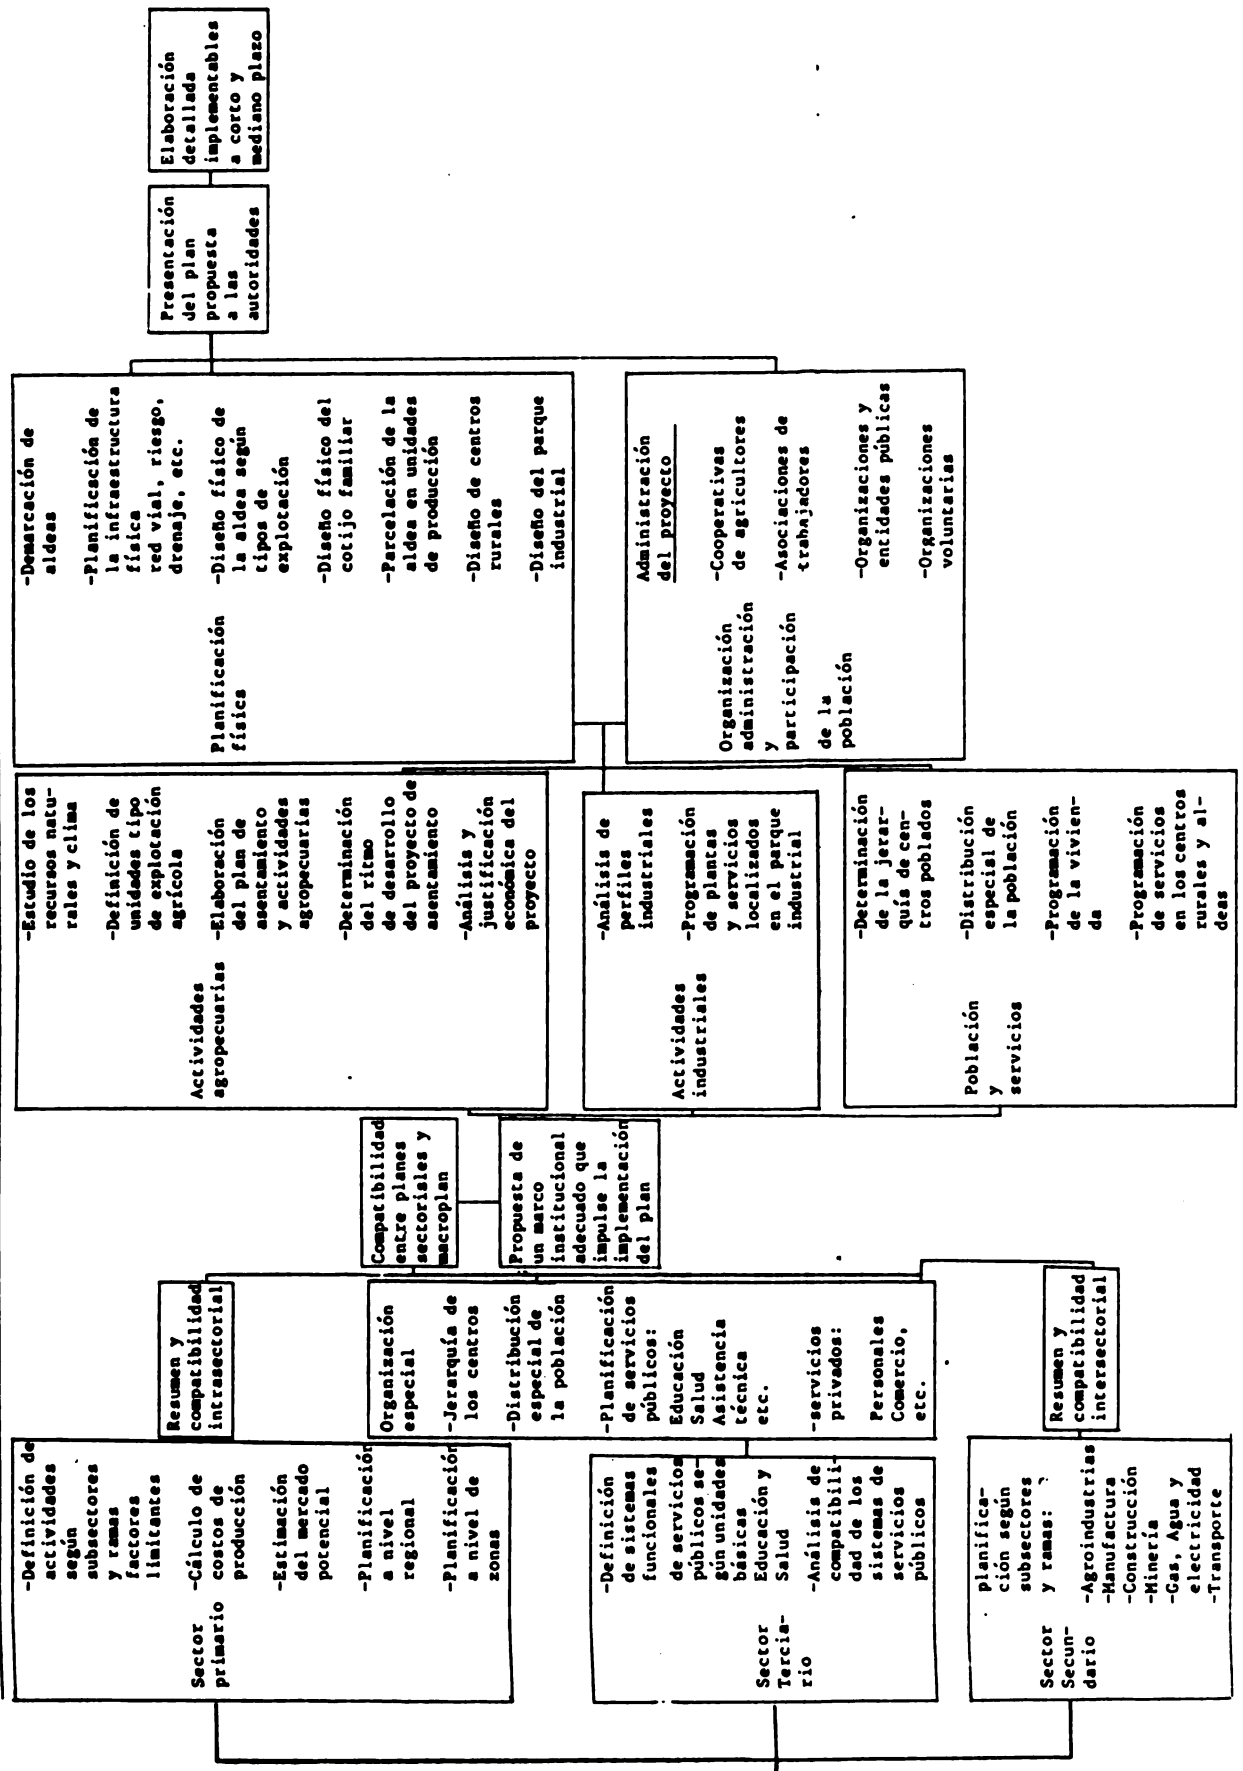 -Definición de
actividades
según
subsectores
y ramas
factores
limitantes
Sector
primario
-Cálculo de
costos de
producción
-Estimación
del mercado
potencial
-Planificación
a nivel
regional
-Planificación
a nivel de
zonas
-Definición
de sistemas
funcionales
de servicios
públicos se-
gún unidades
básicas
Educación y
Salud
Sector
Tercia-
rio
-Análisis de
compatibili-
dad de los
sistemas de
servicios
públicos
planifica-
ción según
subsectores
y ramas:
Sector
Secun-
dario
-Agroindustrias
-Manufactura
-Construcción
-Minería
-Gas, Agua y
electricidad
-Transporte
Resumen y
compatibilidad
intrasectorial
Organización
especial
-Jerarquía de
los centros
-Distribución
especial de
la población
-Planificación
de servicios
públicos:
Educación
Salud
Asistencia
técnica
etc.
-servicios
privados:
Personales
Comercio,
etc.
Resumen y
compatibilidad
intersectorial
Compatibilidad
entre planes
sectorisles y
macroplan
Propuesta de
un marco
institucional
adecuado que
impulse la
implementación
del plan
-Estudio de los
recursos natu-
rales y clima
-Definición de
unidades tipo
de explotación
agrícola
Actividades
agropecuarias
-Elaboración
del plan de
asentamiento
y actividades
agropecuarias
-Determinación
del ritmo
de desarrollo
del proyecto de
asentamiento
-Análisis y
justificación
económica del
proyecto
-Análisis de
perfiles
industriales
Actividades
industriales
-Programación
de plantas
y servicios
localizados
en el parque
industrial
-Determinación
de la jerar-
quís de cen-
tros poblados
-Distribución
especial de
la población
Población
y
servicios
-Programación
de la vivien-
da
-Programación
de servicios
en los centros
rurales y al-
deas
-Demarcación de
aldeas
-Planificación de
la infraestructura
física
red vial, riesgo,
drenaje, etc.
Planificación
físics
-Diseño físico de
la aldea según
tipos de
explotación
-Diseño físico del
cotijo familiar
-Parcelación de la
aldea en unidades
de producción
-Diseño de centros
rurales
-Diseño del parque
industrial
Administración
del proyecto
Organización
administración
y
participación
de la
población
-Cooperativas
de agricultores
-Asociaciones de
trabajadores
-Organizaciones y
entidades públicas
-Organizaciones
voluntarias
Presentación
del plan
propuesta
a las
autoridades
Elaboración
detallada
implementables
a corto y
mediano plazo